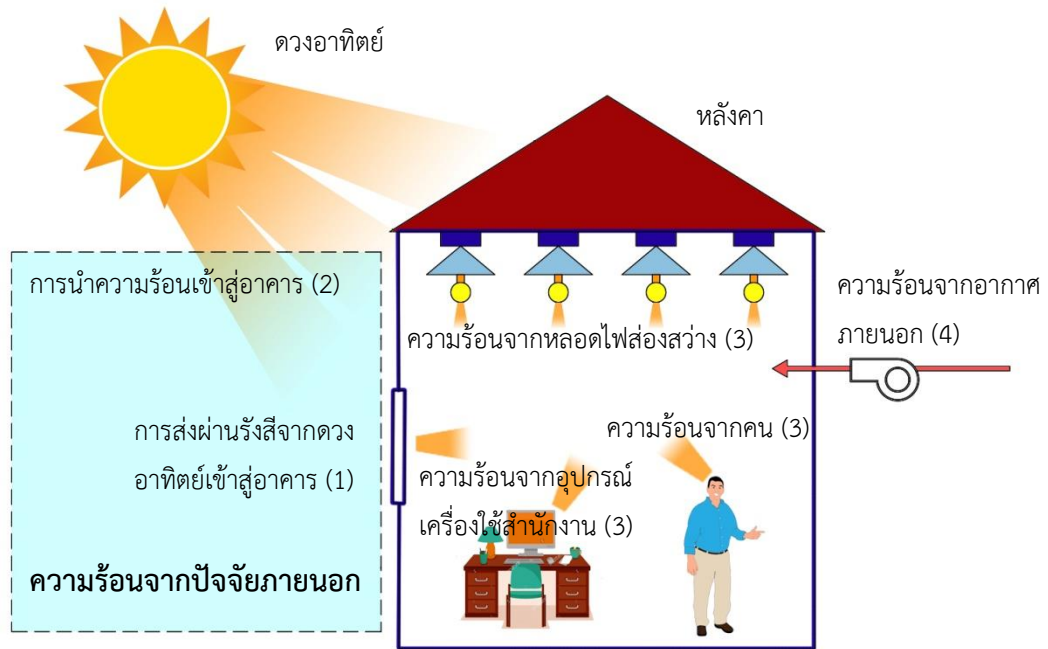 ดวงอาทิตย์
หลังคา
การนำความร้อนเข้าสู่อาคาร (2)
ความร้อนจากอากาศ
ภายนอก (4)
ความร้อนจากหลอดไฟส่องสว่าง (3)
การส่งผ่านรังสีจากดวง
อาทิตย์เข้าสู่อาคาร (1)
ความร้อนจากคน (3)
ความร้อนจากอุปกรณ์
เครื่องใช้สำนักงาน (3)
ความร้อนจากปัจจัยภายนอก